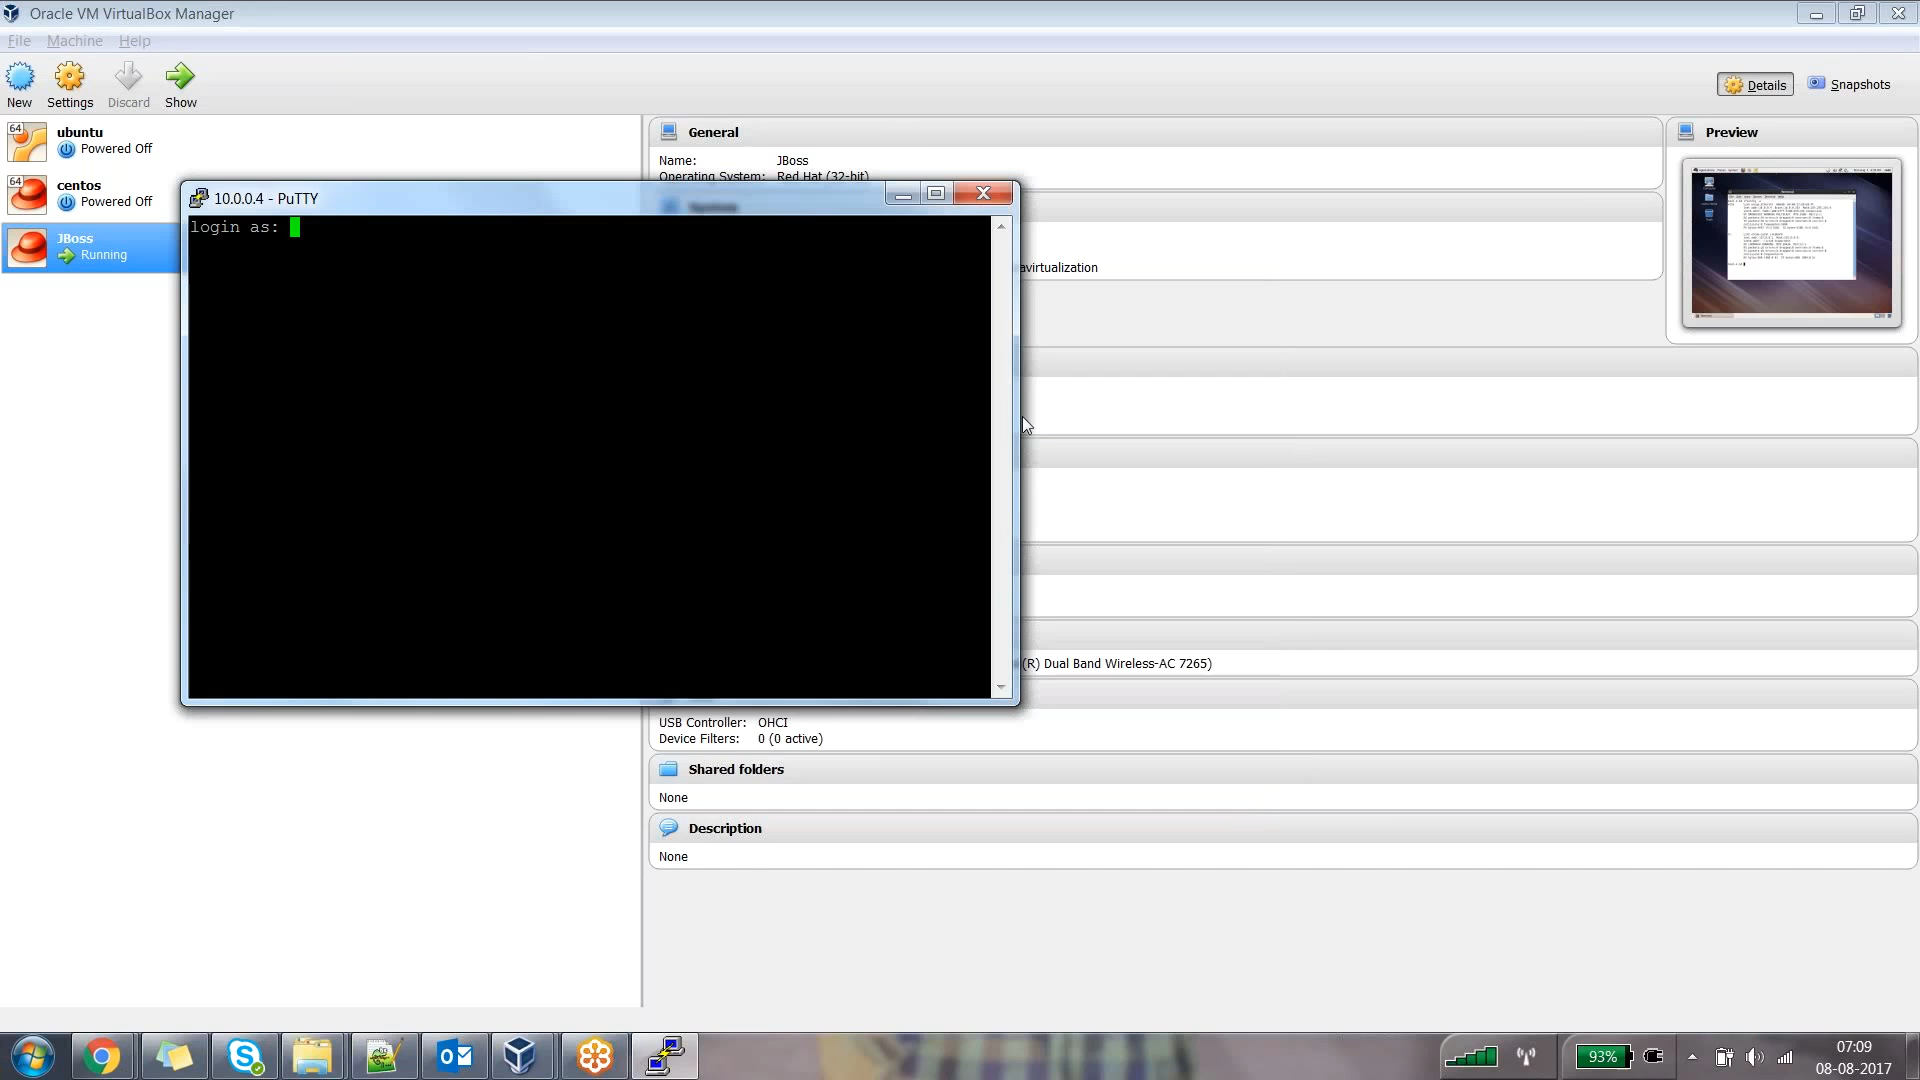 Oracle VM VirtualBox Manager
File Machine Help
New Settings Discard Show
Details Snapshots
64
ubuntu
Powered Off
64
centos
Powered Off
JBoss
Running
General
Name: JBoss
Operating System: Red Hat (32-bit)
Preview
10.0.0.4 - PuTTY
login as:
avirtualization
(R) Dual Band Wireless-AC 7265)
USB Controller: OHCI
Device Filters: 0 (0 active)
Shared folders
None
Description
None
93%
07:09
08-08-2017